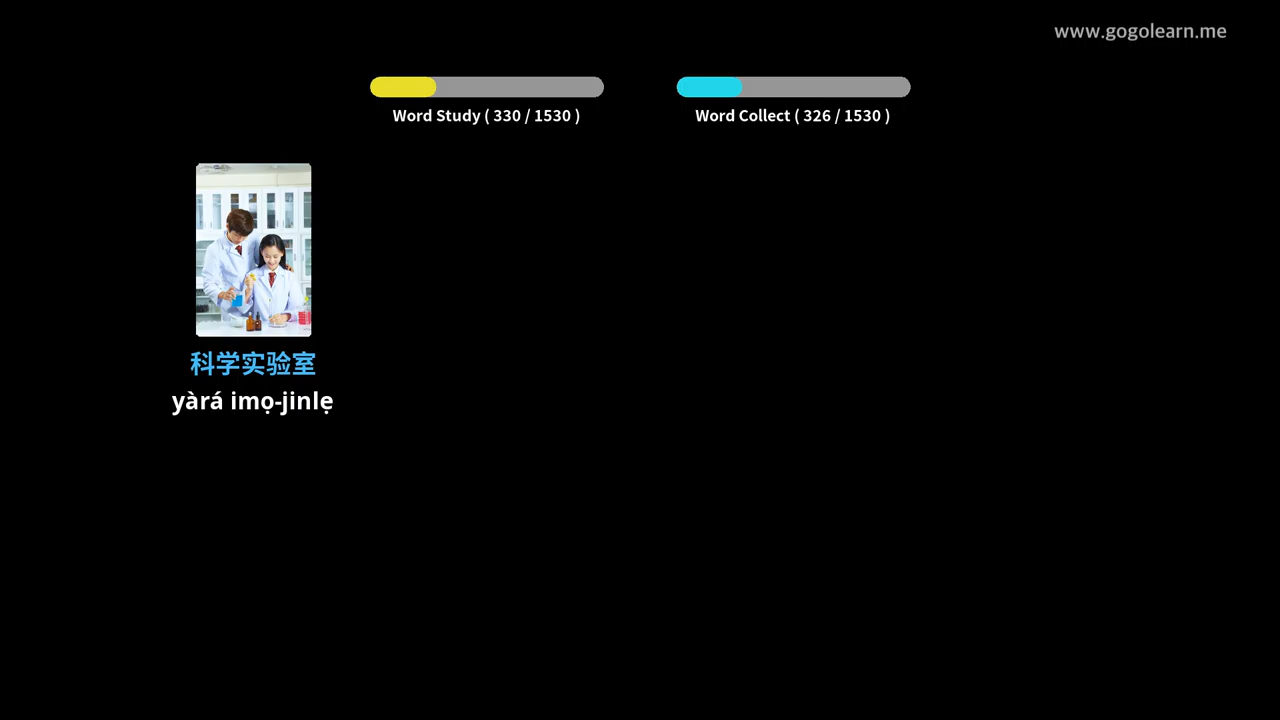 www.gogolearn.me
Word Study ( 330 / 1530 )
Word Collect ( 326 / 1530 )
科学实验室
yàrá imọ-jinlẹ